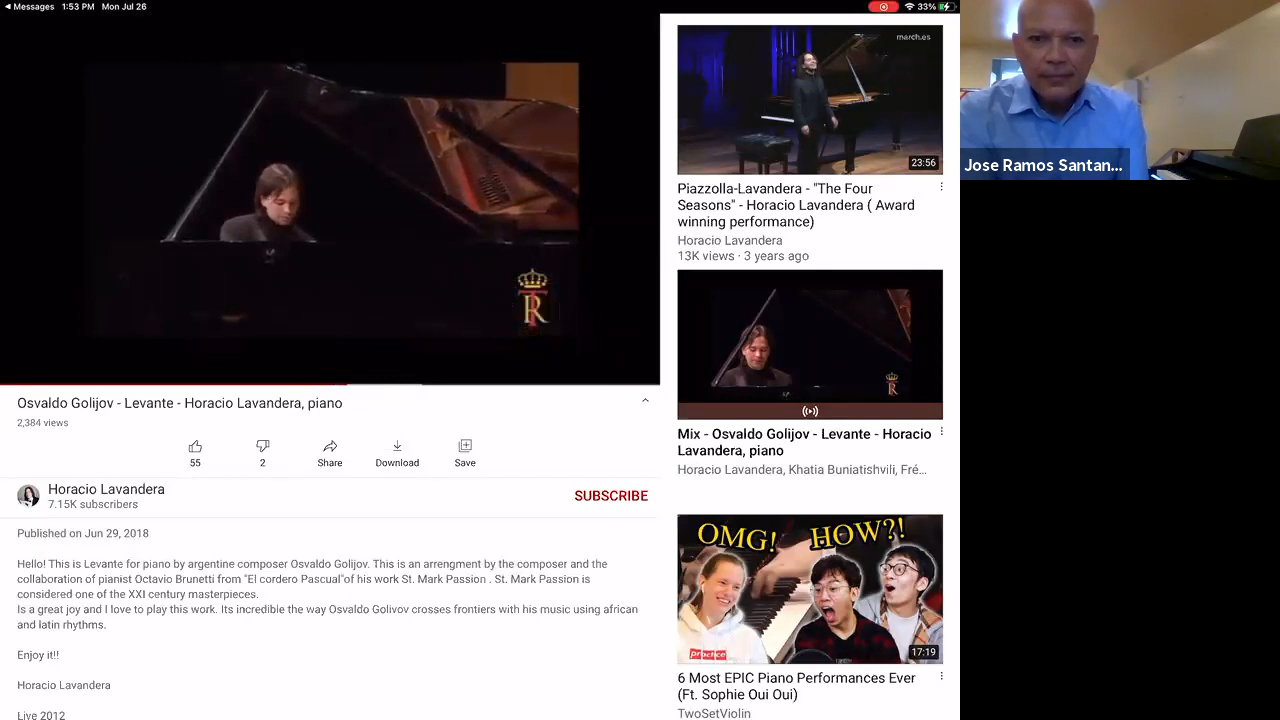 Messages 1:53 PM Mon Jul 26
33%
Osvaldo Golijov - Levante - Horacio Lavandera, piano
2,384 views
55
2
Share
Download
Save
Horacio Lavandera
7.15K subscribers
SUBSCRIBE
Published on Jun 29, 2018
Hello! This is Levante for piano by argentine composer Osvaldo Golijov. This is an arrengment by the composer and the
collaboration of pianist Octavio Brunetti from "El cordero Pascual"of his work St. Mark Passion . St. Mark Passion is
considered one of the XXI century masterpieces.
Is a great joy and I love to play this work. Its incredible the way Osvaldo Golivov crosses frontiers with his music using african
and latin rhythms.
Enjoy it!!
Horacio Lavandera
Live 2012
march.es
23:56
Piazzolla-Lavandera - "The Four
Seasons" - Horacio Lavandera ( Award
winning performance)
Horacio Lavandera
13K views · 3 years ago
Mix - Osvaldo Golijov - Levante - Horacio
Lavandera, piano
Horacio Lavandera, Khatia Buniatishvili, Fré...
OMG! HOW?!
practice
17:19
6 Most EPIC Piano Performances Ever
(Ft. Sophie Oui Oui)
TwoSetViolin
Jose Ramos Santan...